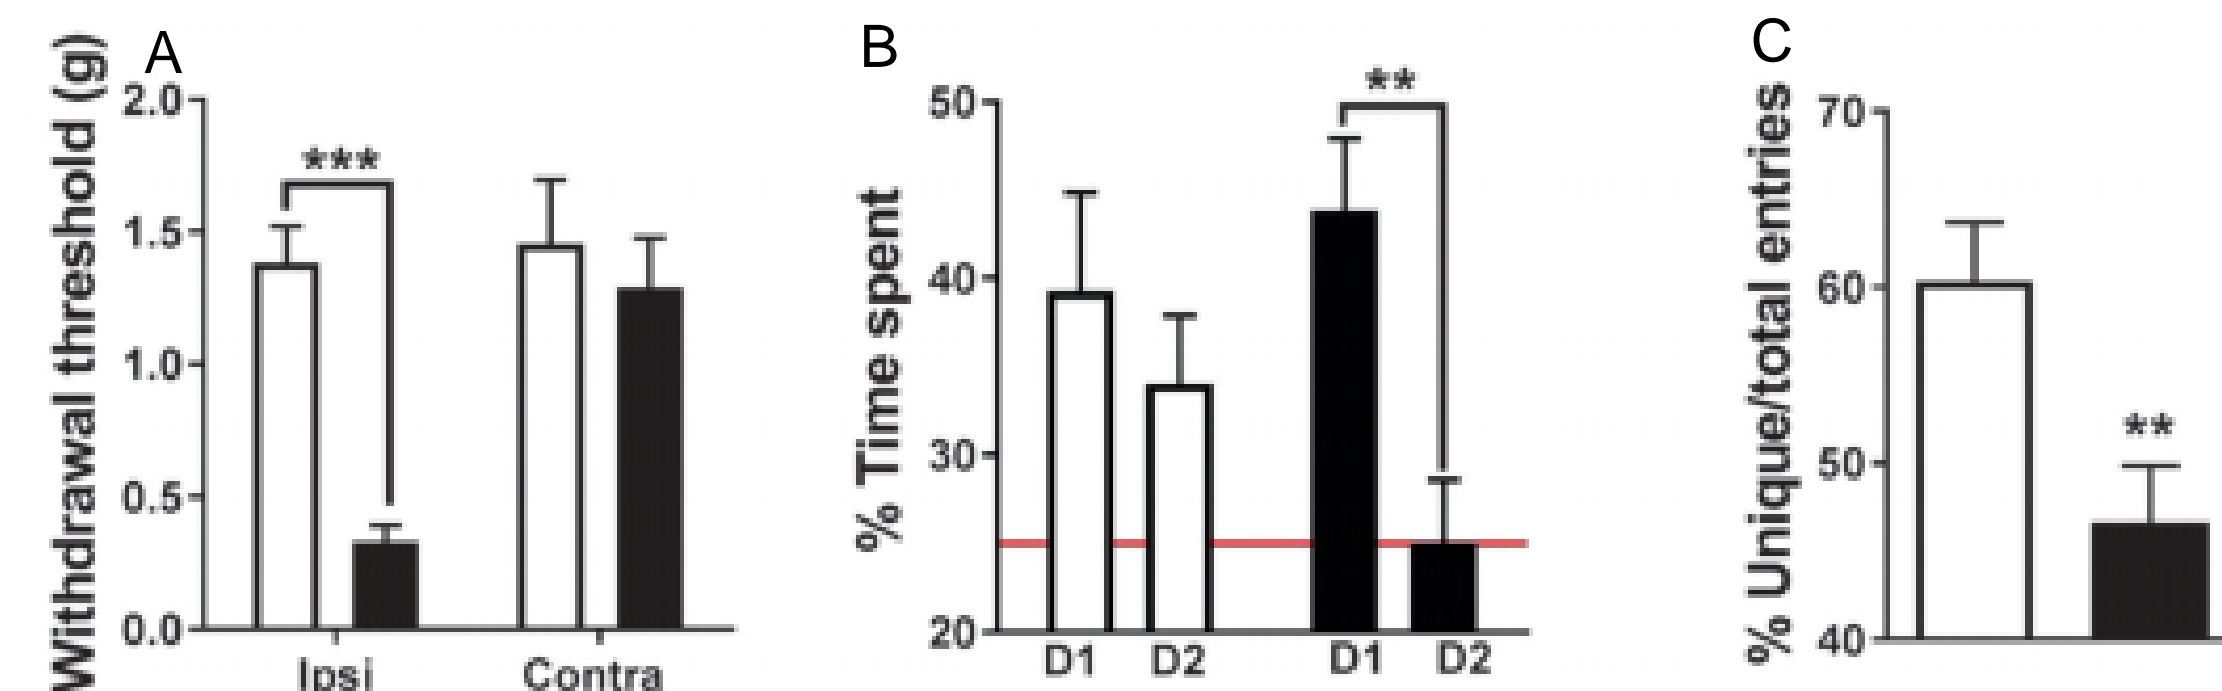 A
Withdrawal threshold (g)
2.0
1.5
1.0
0.5
0.0
***
Ipsi
Contra
B
% Time spent
50
40
30
20
**
D1
D2
D1
D2
C
% Unique/total entries
70
60
50
40
**